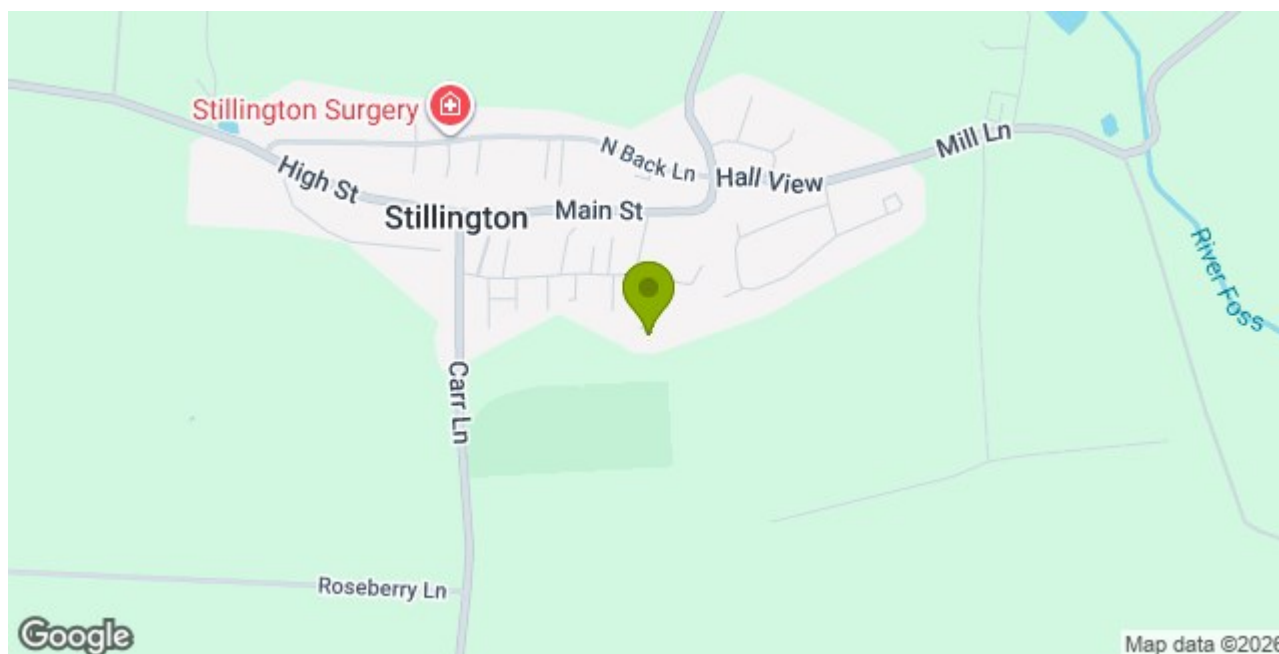 Stillington Surgery
N Back Ln
Mill Ln
High St
Hall View
Stillington
Main St
River Foss
Carr Ln
Roseberry Ln
Google
Map data ©2026